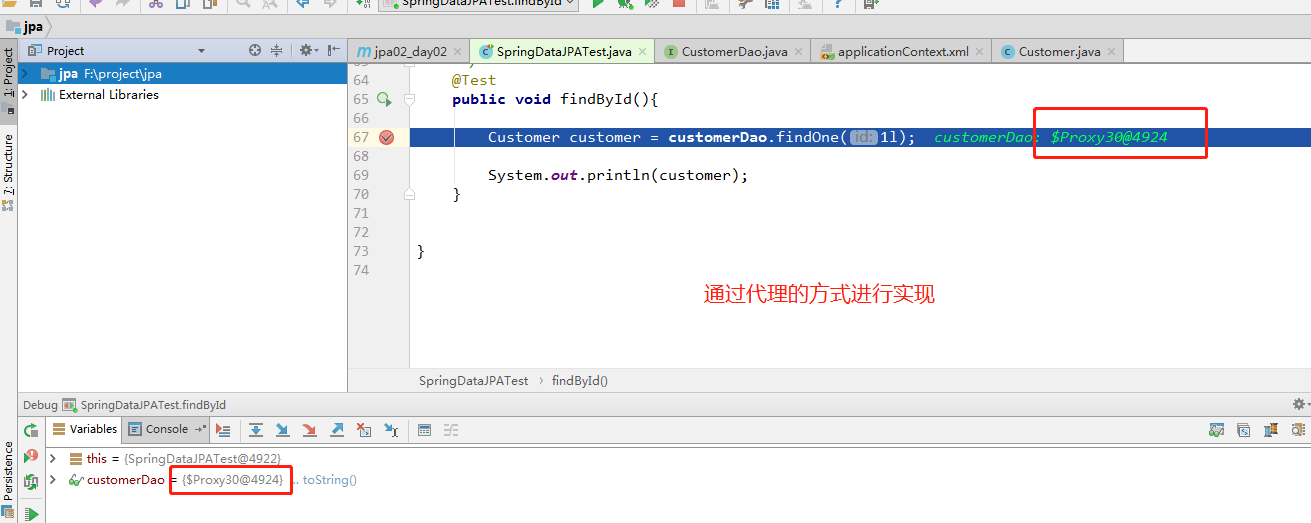 SpringDataJPATest.findById
jpa
Project
jpa02_day02
SpringDataJPATest.java
CustomerDao.java
applicationContext.xml
Customer.java
1: Project
jpa F:\project\jpa
External Libraries
64 @Test
65 public void findById(){
66
67 Customer customer = customerDao.findOne( id: 1l); customerDao: $Proxy30@4924
68
69 System.out.println(customer);
70 }
71
72
73 }
74
通过代理的方式进行实现
7: Structure
SpringDataJPATest › findById()
Debug SpringDataJPATest.findById
Variables Console
Persistence
this = {SpringDataJPATest@4922}
customerDao = {$Proxy30@4924} ... toString()